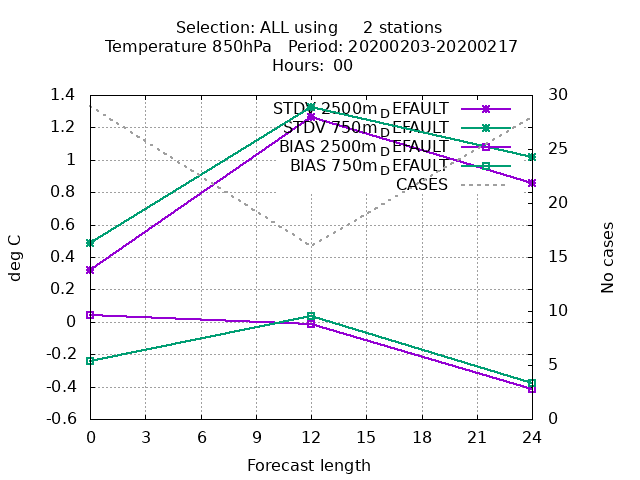 Selection: ALL using 2 stations
Temperature 850hPa Period: 20200203-20200217
Hours: 00
1.4
1.2
1
0.8
0.6
0.4
0.2
0
-0.2
-0.4
-0.6
deg C
STDV 2500m_DEFAULT
STDV 750m_DEFAULT
BIAS 2500m_DEFAULT
BIAS 750m_DEFAULT
CASES
30
25
20
15
10
5
0
No cases
0 3 6 9 12 15 18 21 24
Forecast length